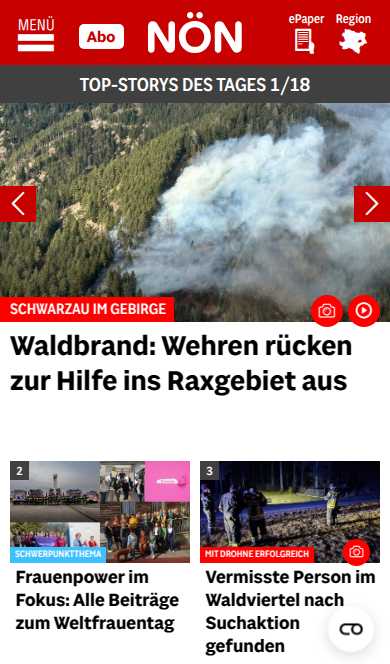 MENÜ
Abo
NÖN
ePaper
Region
TOP-STORYS DES TAGES 1/18
SCHWARZAU IM GEBIRGE
Waldbrand: Wehren rücken
zur Hilfe ins Raxgebiet aus
2
SCHWERPUNKTTHEMA
Frauenpower im
Fokus: Alle Beiträge
zum Weltfrauentag
3
MIT DROHNE ERFOLGREICH
Vermisste Person im
Waldviertel nach
Suchaktion
gefunden